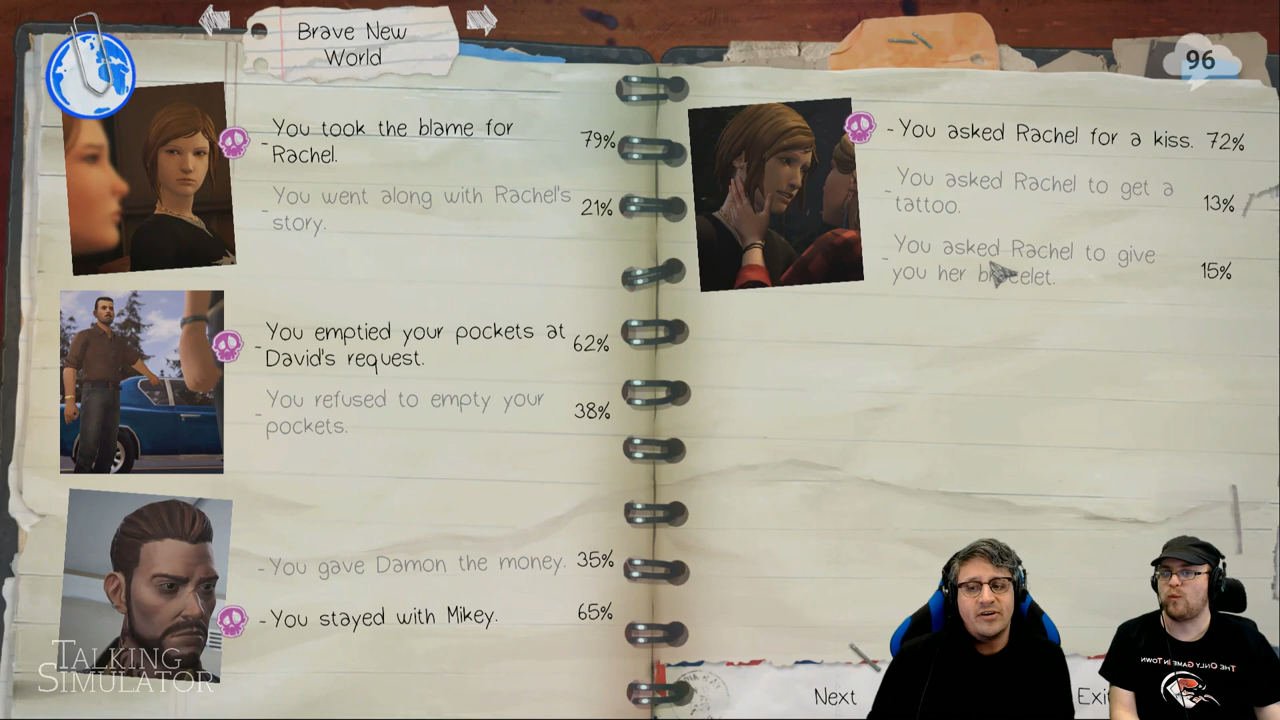 Brave New
World
96
- You took the blame for
Rachel.
79%
- You went along with Rachel's
story.
21%
- You emptied your pockets at
David's request.
62%
- You refused to empty your
pockets.
38%
- You gave Damon the money. 35%
- You stayed with Mikey. 65%
- You asked Rachel for a kiss. 72%
- You asked Rachel to get a
tattoo.
13%
- You asked Rachel to give
you her bracelet.
15%
TALKING
SIMULATOR
Next
Exi
THE ONLY GAME IN TOWN